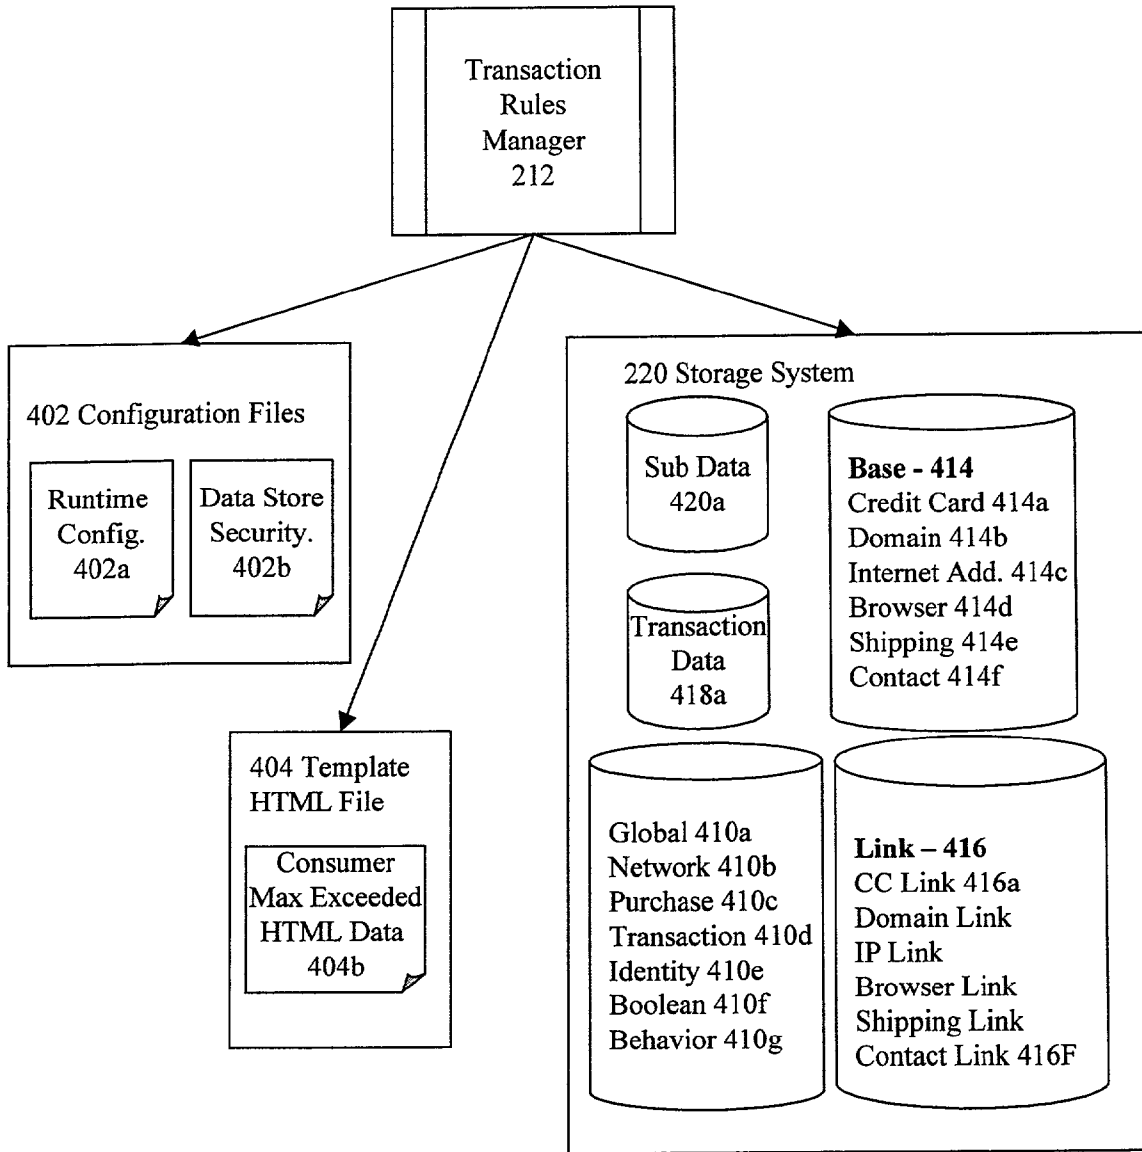 Transaction
Rules
Manager
212
402 Configuration Files
Runtime
Config.
402a
Data Store
Security.
402b
404 Template
HTML File
Consumer
Max Exceeded
HTML Data
404b
220 Storage System
Sub Data
420a
Base - 414
Credit Card 414a
Domain 414b
Internet Add. 414c
Browser 414d
Shipping 414e
Contact 414f
Transaction
Data
418a
Global 410a
Network 410b
Purchase 410c
Transaction 410d
Identity 410e
Boolean 410f
Behavior 410g
Link – 416
CC Link 416a
Domain Link
IP Link
Browser Link
Shipping Link
Contact Link 416F